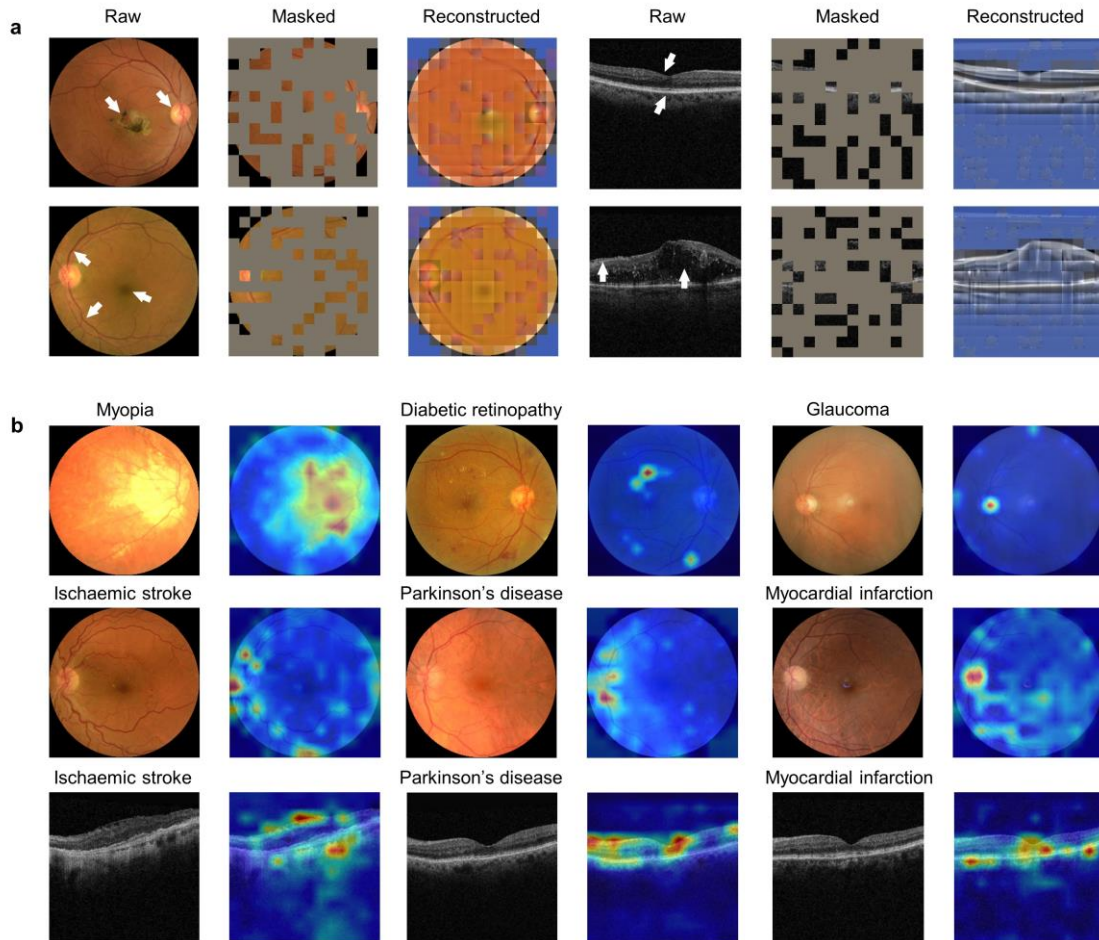 Raw Masked Reconstructed Raw Masked Reconstructed
a
b
Myopia Diabetic retinopathy Glaucoma
Ischaemic stroke Parkinson's disease Myocardial infarction
Ischaemic stroke Parkinson's disease Myocardial infarction